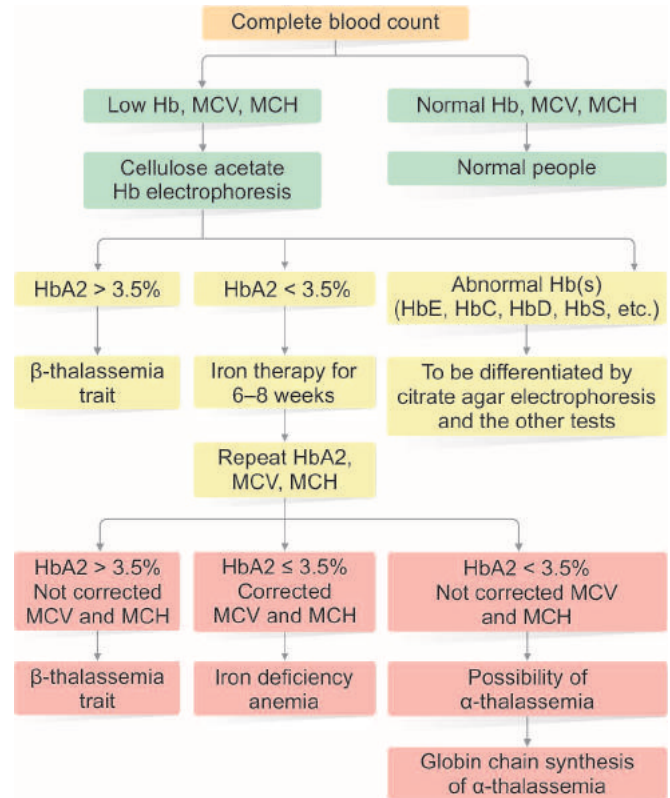 Complete blood count
Low Hb, MCV, MCH
Normal Hb, MCV, MCH
Cellulose acetate
Hb electrophoresis
Normal people
HbA2 > 3.5%
HbA2 < 3.5%
Abnormal Hb(s)
(HbE, HbC, HbD, HbS, etc.)
β-thalassemia
trait
Iron therapy for
6–8 weeks
To be differentiated by
citrate agar electrophoresis
and the other tests
Repeat HbA2,
MCV, MCH
HbA2 > 3.5%
Not corrected
MCV and MCH
HbA2 ≤ 3.5%
Corrected
MCV and MCH
HbA2 < 3.5%
Not corrected MCV
and MCH
β-thalassemia
trait
Iron deficiency
anemia
Possibility of
α-thalassemia
Globin chain synthesis
of α-thalassemia